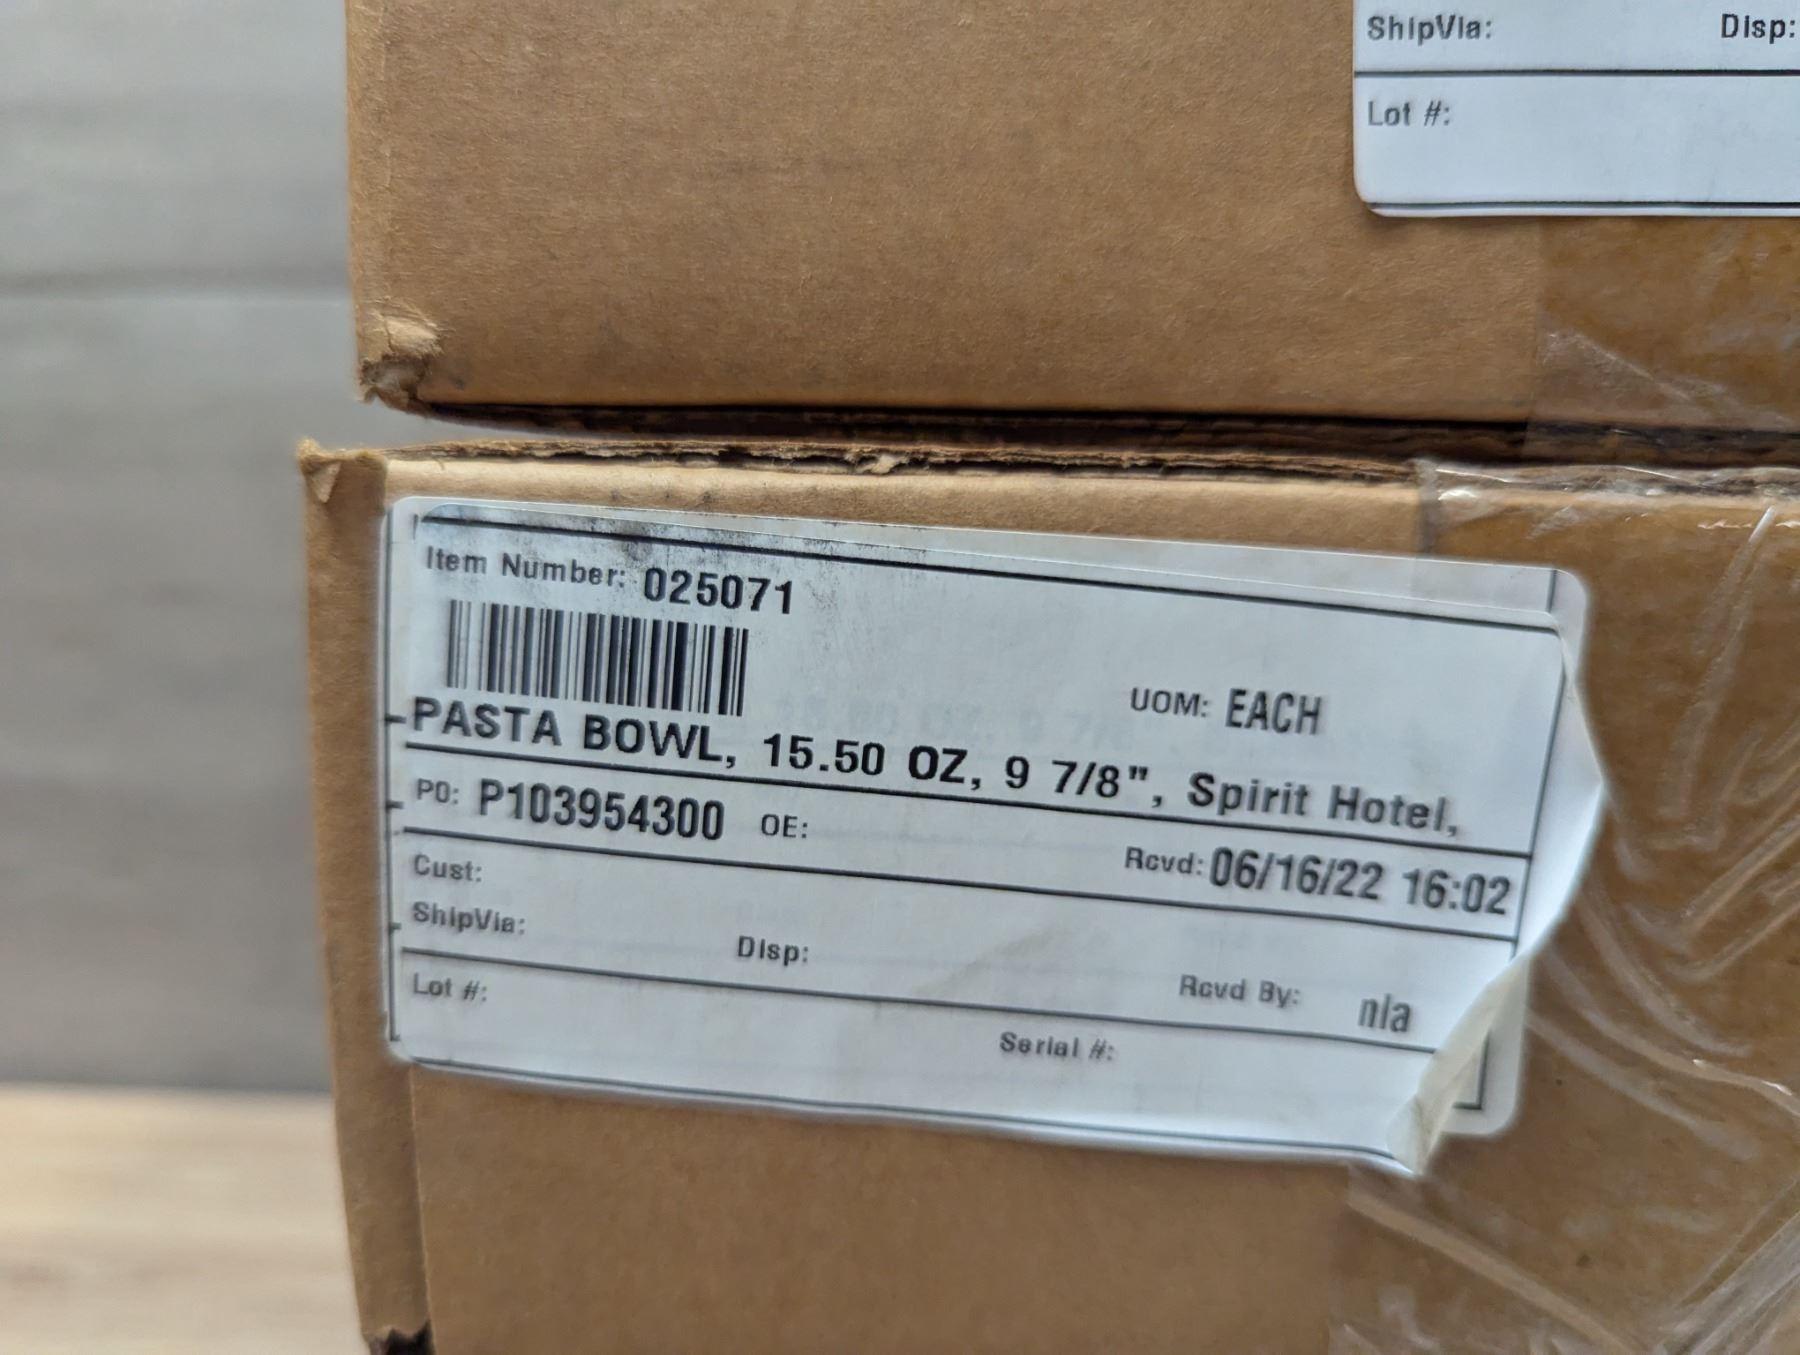 ShipVia: Disp:
Lot #:
Item Number: 025071
UOM: EACH
PASTA BOWL, 15.50 OZ, 9 7/8", Spirit Hotel,
PO: P103954300 OE: Rcvd: 06/16/22 16:02
Cust:
ShipVia: Disp: Rcvd By: n/a
Lot #: Serial #: